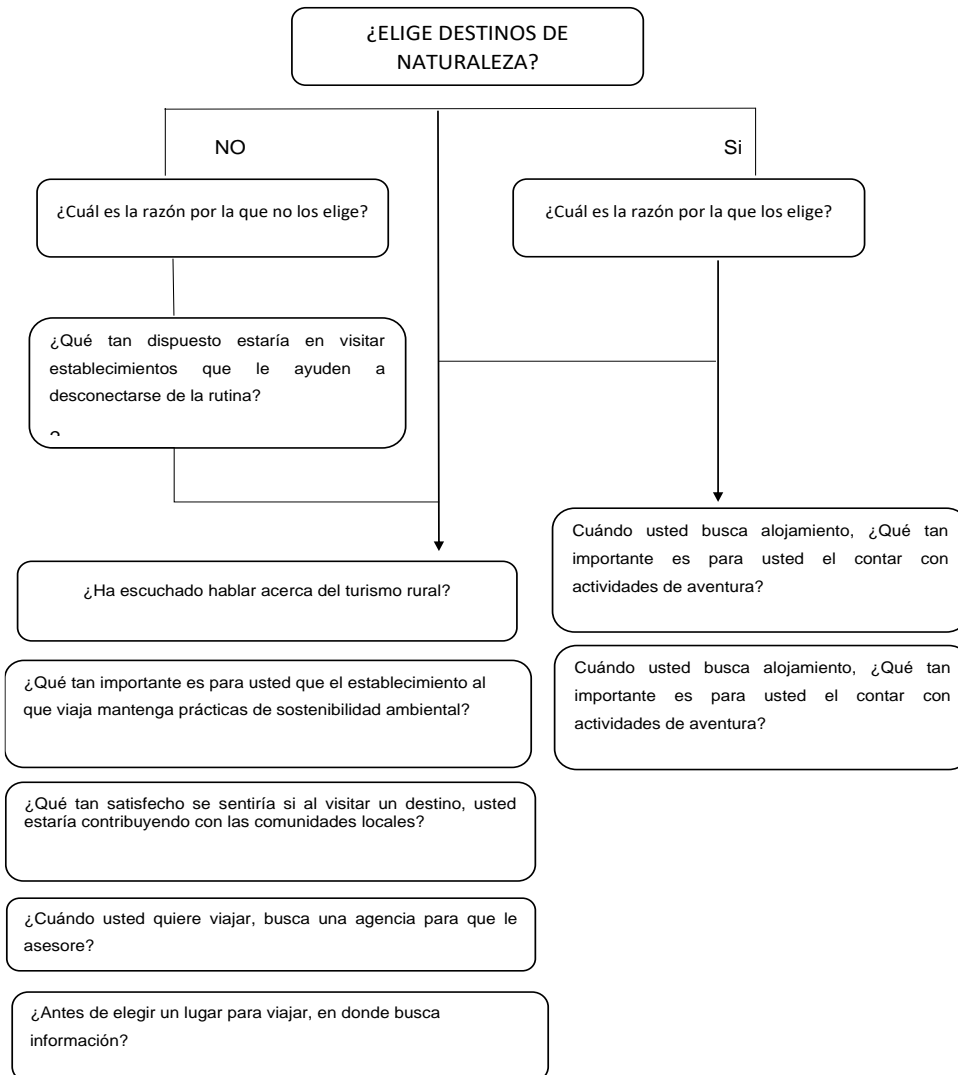 ¿ELIGE DESTINOS DE
NATURALEZA?
NO
Si
¿Cuál es la razón por la que no los elige?
¿Cuál es la razón por la que los elige?
¿Qué tan dispuesto estaría en visitar
establecimientos que le ayuden a
desconectarse de la rutina?
?
Cuándo usted busca alojamiento, ¿Qué tan
importante es para usted el contar con
actividades de aventura?
¿Ha escuchado hablar acerca del turismo rural?
Cuándo usted busca alojamiento, ¿Qué tan
importante es para usted el contar con
actividades de aventura?
¿Qué tan importante es para usted que el establecimiento al
que viaja mantenga prácticas de sostenibilidad ambiental?
¿Qué tan satisfecho se sentiría si al visitar un destino, usted
estaría contribuyendo con las comunidades locales?
¿Cuándo usted quiere viajar, busca una agencia para que le
asesore?
¿Antes de elegir un lugar para viajar, en donde busca
información?